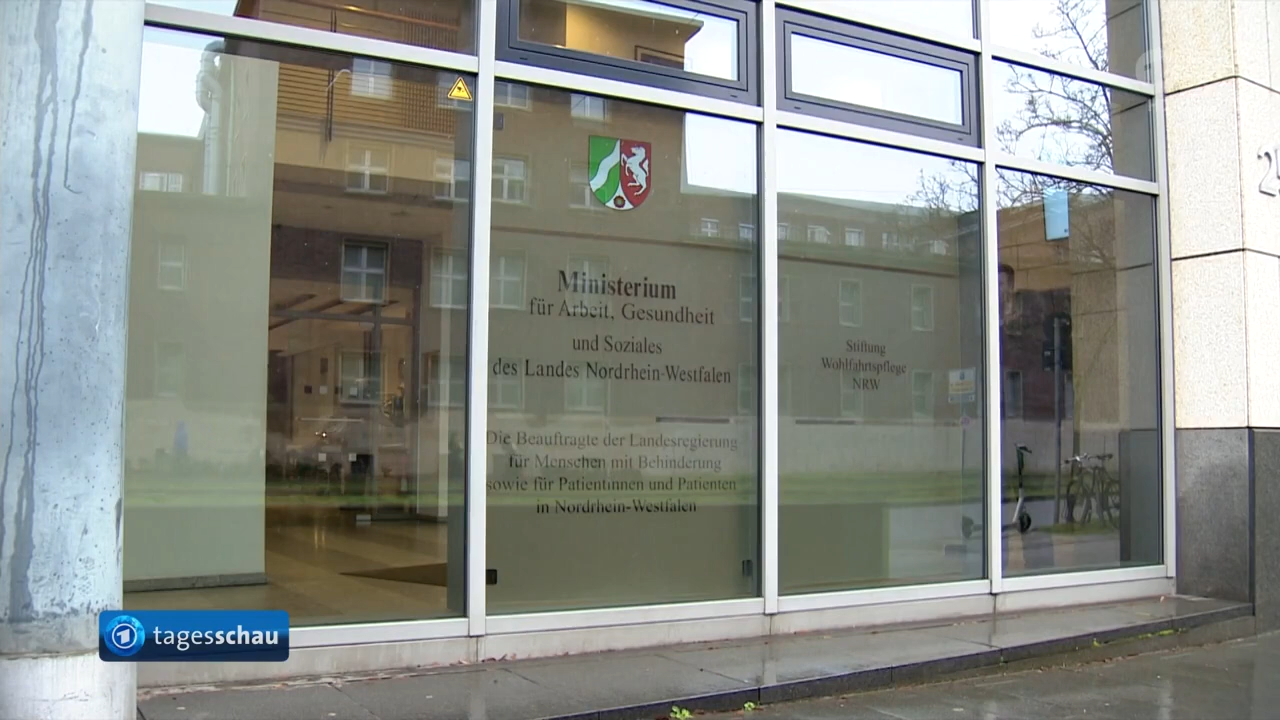 Ministerium
für Arbeit, Gesundheit
und Soziales
des Landes Nordrhein-Westfalen
Die Beauftragte der Landesregierung
für Menschen mit Behinderung
sowie für Patientinnen und Patienten
in Nordrhein-Westfalen
Stiftung
Wohlfahrtspflege
NRW
tagesschau